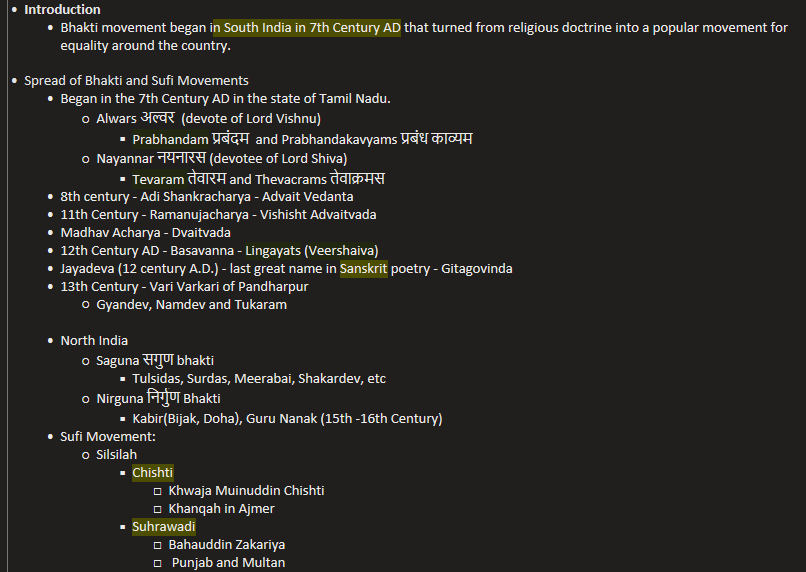 Introduction
Bhakti movement began in South India in 7th Century AD that turned from religious doctrine into a popular movement for
equality around the country.
Spread of Bhakti and Sufi Movements
Began in the 7th Century AD in the state of Tamil Nadu.
Alwars अल्वर (devote of Lord Vishnu)
Prabhandam प्रबंदम and Prabhandakavyams प्रबंध काव्यम
Nayannar नयनारस (devotee of Lord Shiva)
Tevaram तेवारम and Thevacrams तेवाक्रमस
8th century - Adi Shankracharya - Advait Vedanta
11th Century - Ramanujacharya - Vishisht Advaitvada
Madhav Acharya - Dvaitvada
12th Century AD - Basavanna - Lingayats (Veershaiva)
Jayadeva (12 century A.D.) - last great name in Sanskrit poetry - Gitagovinda
13th Century - Vari Varkari of Pandharpur
Gyandev, Namdev and Tukaram
North India
Saguna सगुण bhakti
Tulsidas, Surdas, Meerabai, Shakardev, etc
Nirguna निर्गुण Bhakti
Kabir(Bijak, Doha), Guru Nanak (15th -16th Century)
Sufi Movement:
Silsilah
Chishti
Khwaja Muinuddin Chishti
Khanqah in Ajmer
Suhrawadi
Bahauddin Zakariya
Punjab and Multan